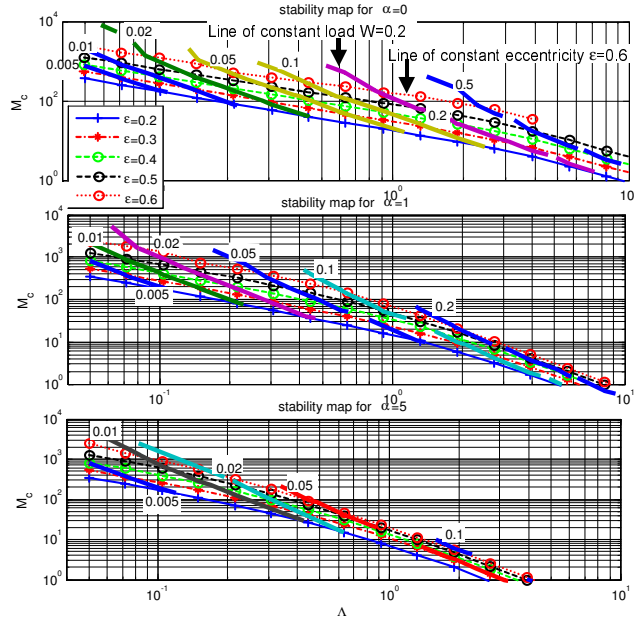 stability map for α=0
Line of constant load W=0.2
Line of constant eccentricity ε=0.6
M_c
10^4
10^2
10^0
0.005
0.01
0.02
0.05
0.1
0.2
0.5
ε=0.2
ε=0.3
ε=0.4
ε=0.5
ε=0.6
10^0
10
stability map for α=1
M_c
10^4
10^3
10^2
10^1
10^0
0.01
0.02
0.05
0.1
0.2
0.005
10^-1
10^0
10^1
stability map for α=5
M_c
10^4
10^3
10^2
10^1
10^0
0.01
0.02
0.05
0.1
0.005
10^-1
10^0
10^1
Λ